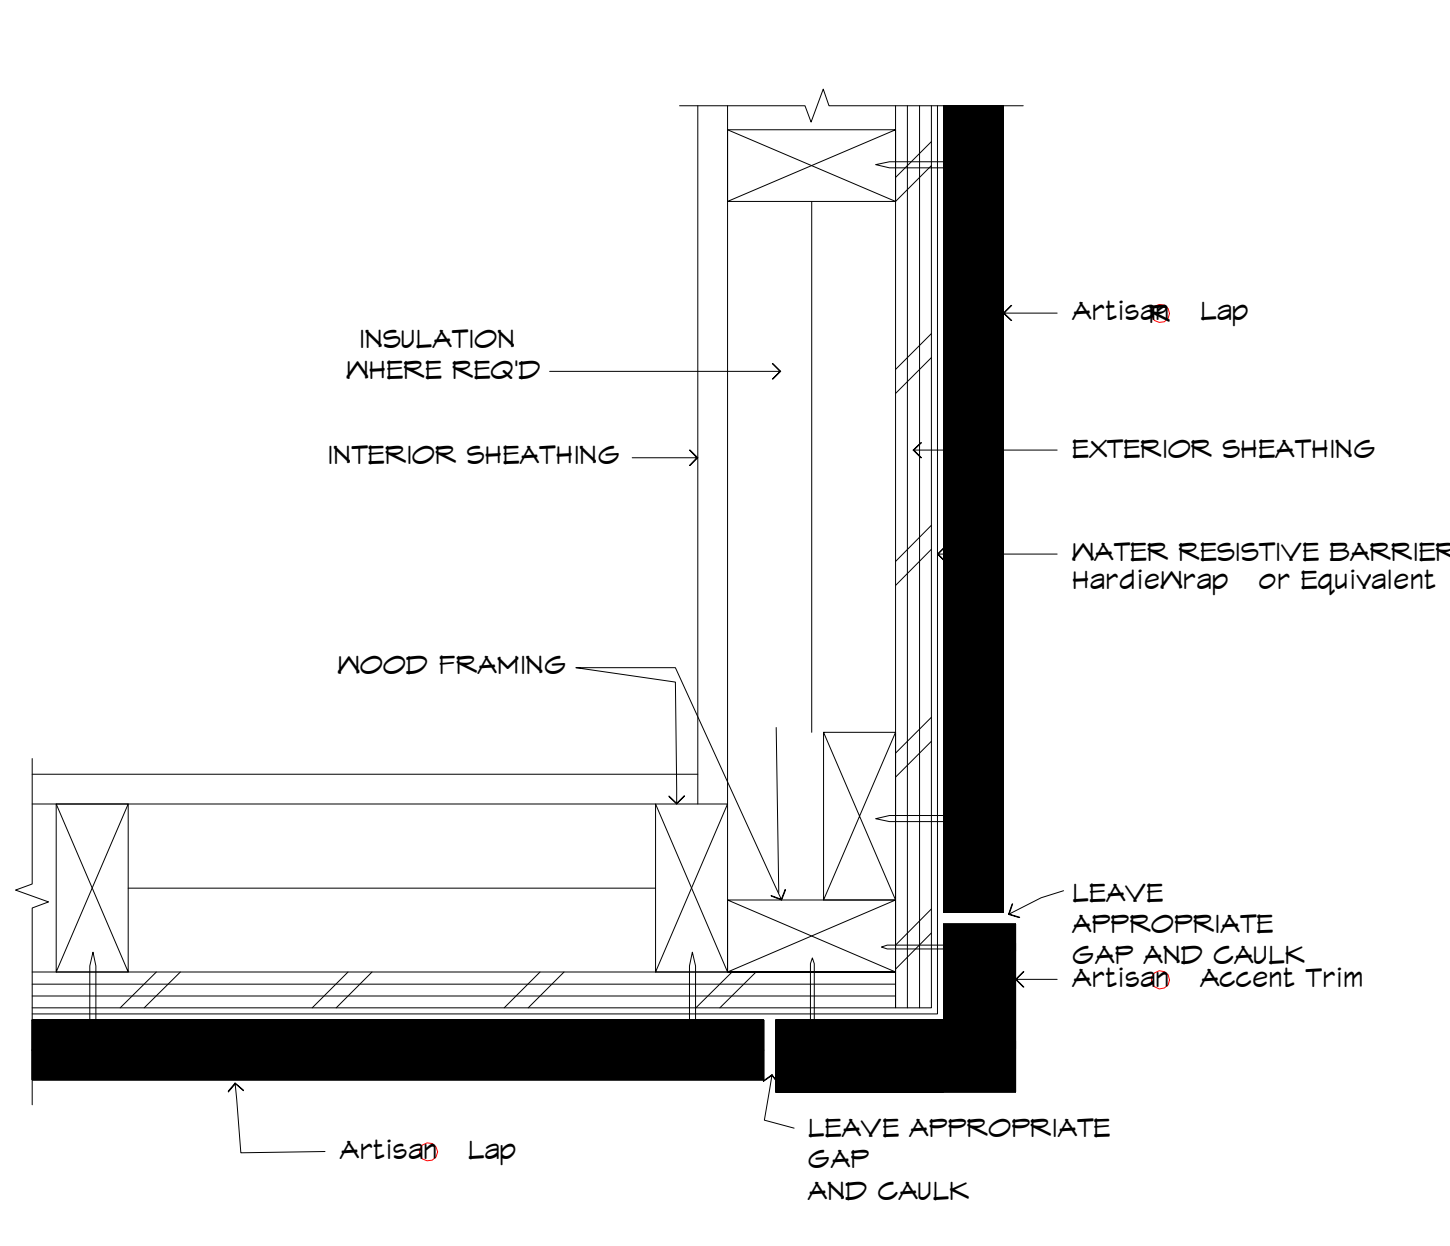 Artisan® Lap
INSULATION
WHERE REQ'D
INTERIOR SHEATHING
EXTERIOR SHEATHING
WATER RESISTIVE BARRIER
HardieWrap or Equivalent
WOOD FRAMING
LEAVE
APPROPRIATE
GAP AND CAULK
Artisan Accent Trim
LEAVE APPROPRIATE
GAP
AND CAULK
Artisan Lap